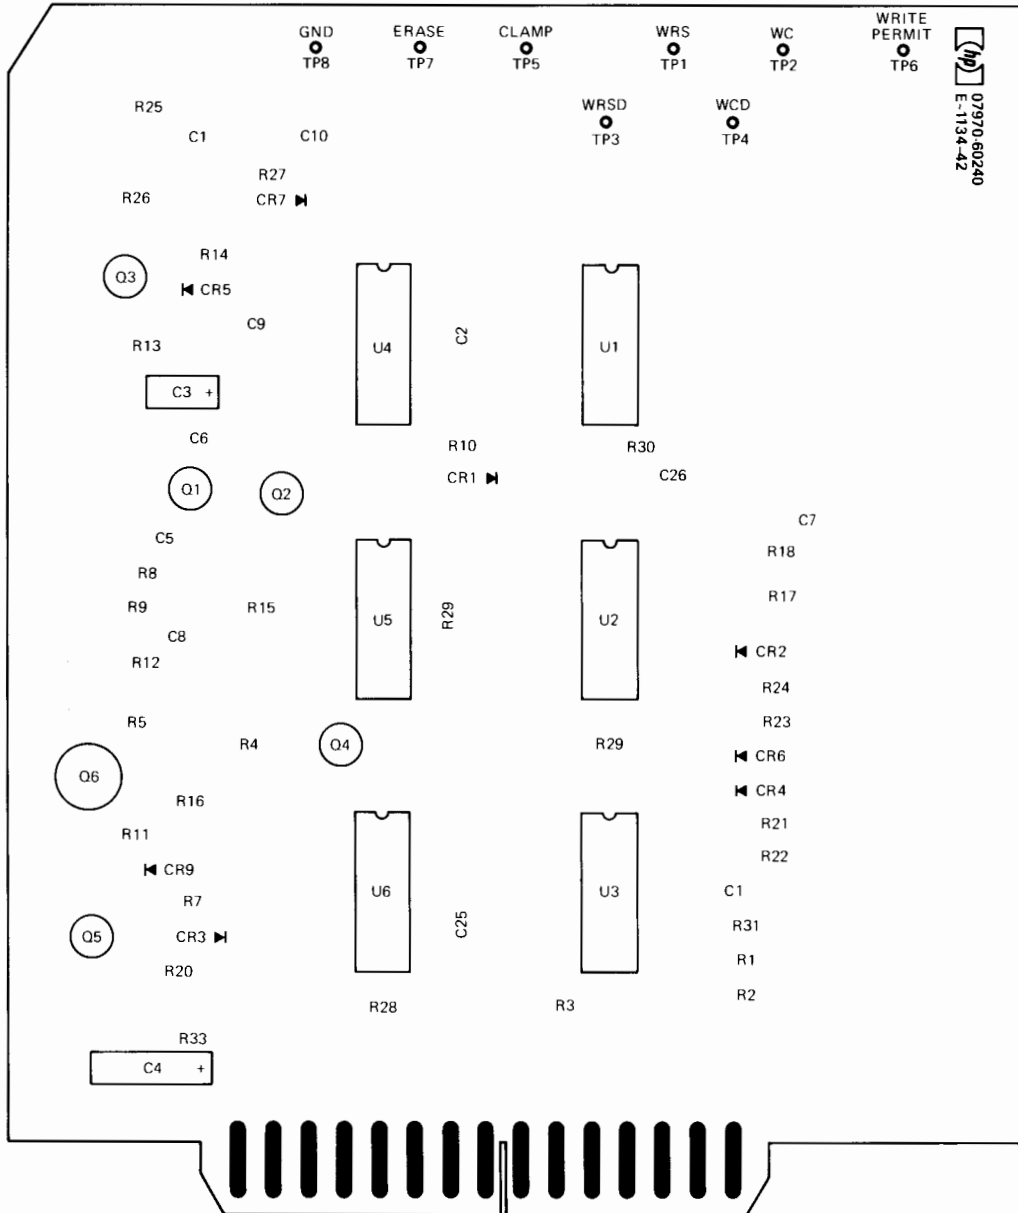 GND
TP8
ERASE
TP7
CLAMP
TP5
WRS
TP1
WC
TP2
WRITE
PERMIT
TP6
hp
07970-60240
E-1134-42
WRSD
TP3
WCD
TP4
R25
C1
C10
R27
R26
CR7
R14
Q3
CR5
C9
C2
U4
U1
R13
C3 +
C6
R10
R30
CR1
C26
Q1
Q2
C7
C5
R18
R8
R17
R9
R15
U5
R29
U2
C8
CR2
R12
R24
R5
R23
R4
Q4
R29
CR6
Q6
CR4
R16
R21
R11
R22
CR9
U6
U3
C1
R7
C25
R31
Q5
CR3
R1
R20
R2
R28
R3
R33
C4 +